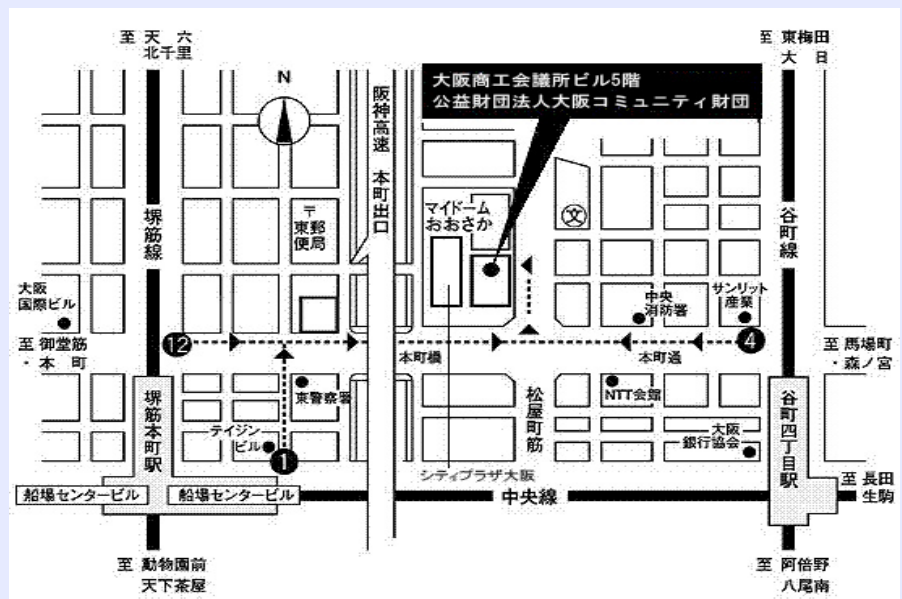 至 天 六
北千里
至 東梅田
大 日
N
大阪商工会議所ビル5階
公益財団法人大阪コミュニティ財団
阪神高速 本町出口
堺筋線
谷町線
〒
東郵
便局
マイドーム
おおさか
文
大阪
国際ビル
中央
消防署
サンリット
産業
12
4
至 御堂筋
・本 町
本町橋
本町通
至 馬場町
・森ノ宮
東警察署
NTT会館
松屋町筋
堺筋本町駅
谷町四丁目駅
テイジン
ビル
1
大阪
銀行協会
シティプラザ大阪
船場センタービル
船場センタービル
中央線
至 長田
生駒
至 動物園前
天下茶屋
至 阿倍野
八尾南